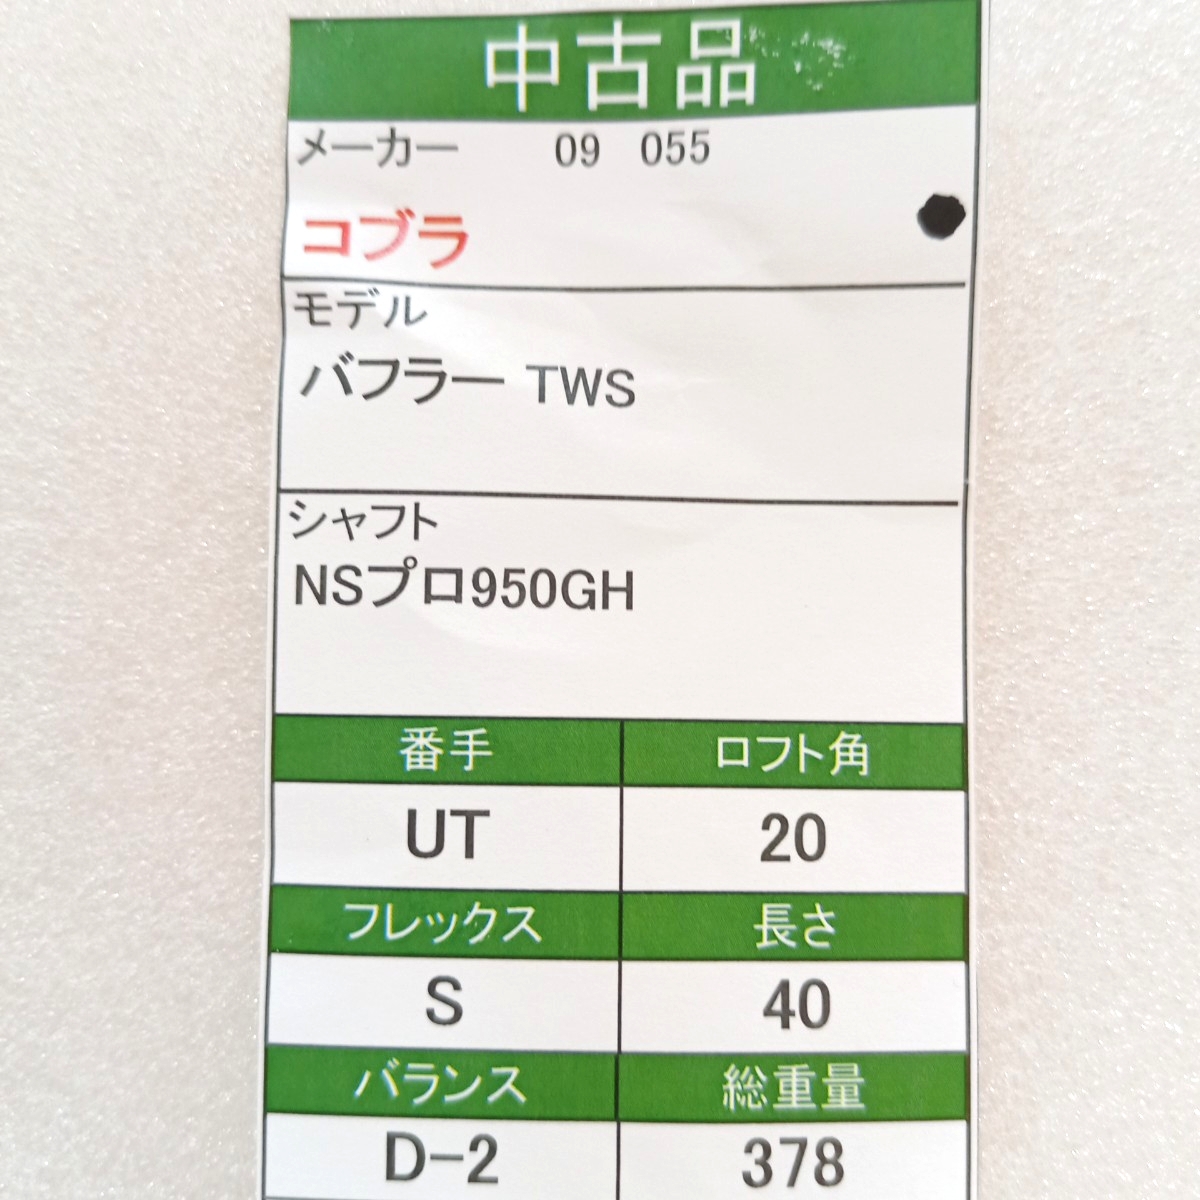 中古品
メーカー 09 055
コブラ
モデル
バフラー TWS
シャフト
NSプロ950GH
番手 ロフト角
UT 20
フレックス 長さ
S 40
バランス 総重量
D-2 378